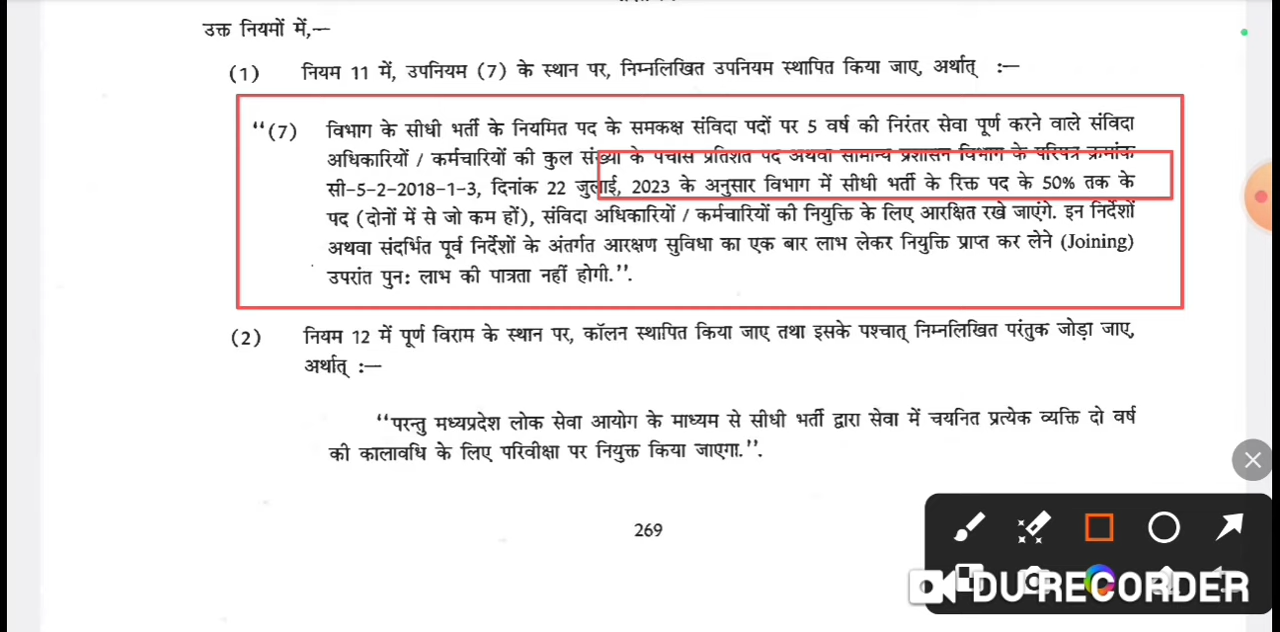 उक्त नियमों में,—
(1) नियम 11 में, उपनियम (7) के स्थान पर, निम्नलिखित उपनियम स्थापित किया जाए, अर्थात् :—
“(7) विभाग के सीधी भर्ती के नियमित पद के समकक्ष संविदा पदों पर 5 वर्ष की निरंतर सेवा पूर्ण करने वाले संविदा
अधिकारियों / कर्मचारियों की कुल संख्या के पचास प्रतिशत पद अथवा सामान्य प्रशासन विभाग के परिपत्र क्रमांक
सी-5-2-2018-1-3, दिनांक 22 जुलाई, 2023 के अनुसार विभाग में सीधी भर्ती के रिक्त पद के 50% तक के
पद (दोनों में से जो कम हों), संविदा अधिकारियों / कर्मचारियों की नियुक्ति के लिए आरक्षित रखे जाएंगे. इन निर्देशों
अथवा संदर्भित पूर्व निर्देशों के अंतर्गत आरक्षण सुविधा का एक बार लाभ लेकर नियुक्ति प्राप्त कर लेने (Joining)
उपरांत पुन: लाभ की पात्रता नहीं होगी.”.
(2) नियम 12 में पूर्ण विराम के स्थान पर, कॉलन स्थापित किया जाए तथा इसके पश्चात् निम्नलिखित परंतुक जोड़ा जाए,
अर्थात् :—
“परन्तु मध्यप्रदेश लोक सेवा आयोग के माध्यम से सीधी भर्ती द्वारा सेवा में चयनित प्रत्येक व्यक्ति दो वर्ष
की कालावधि के लिए परिवीक्षा पर नियुक्त किया जाएगा.”.
269
DU RECORDER